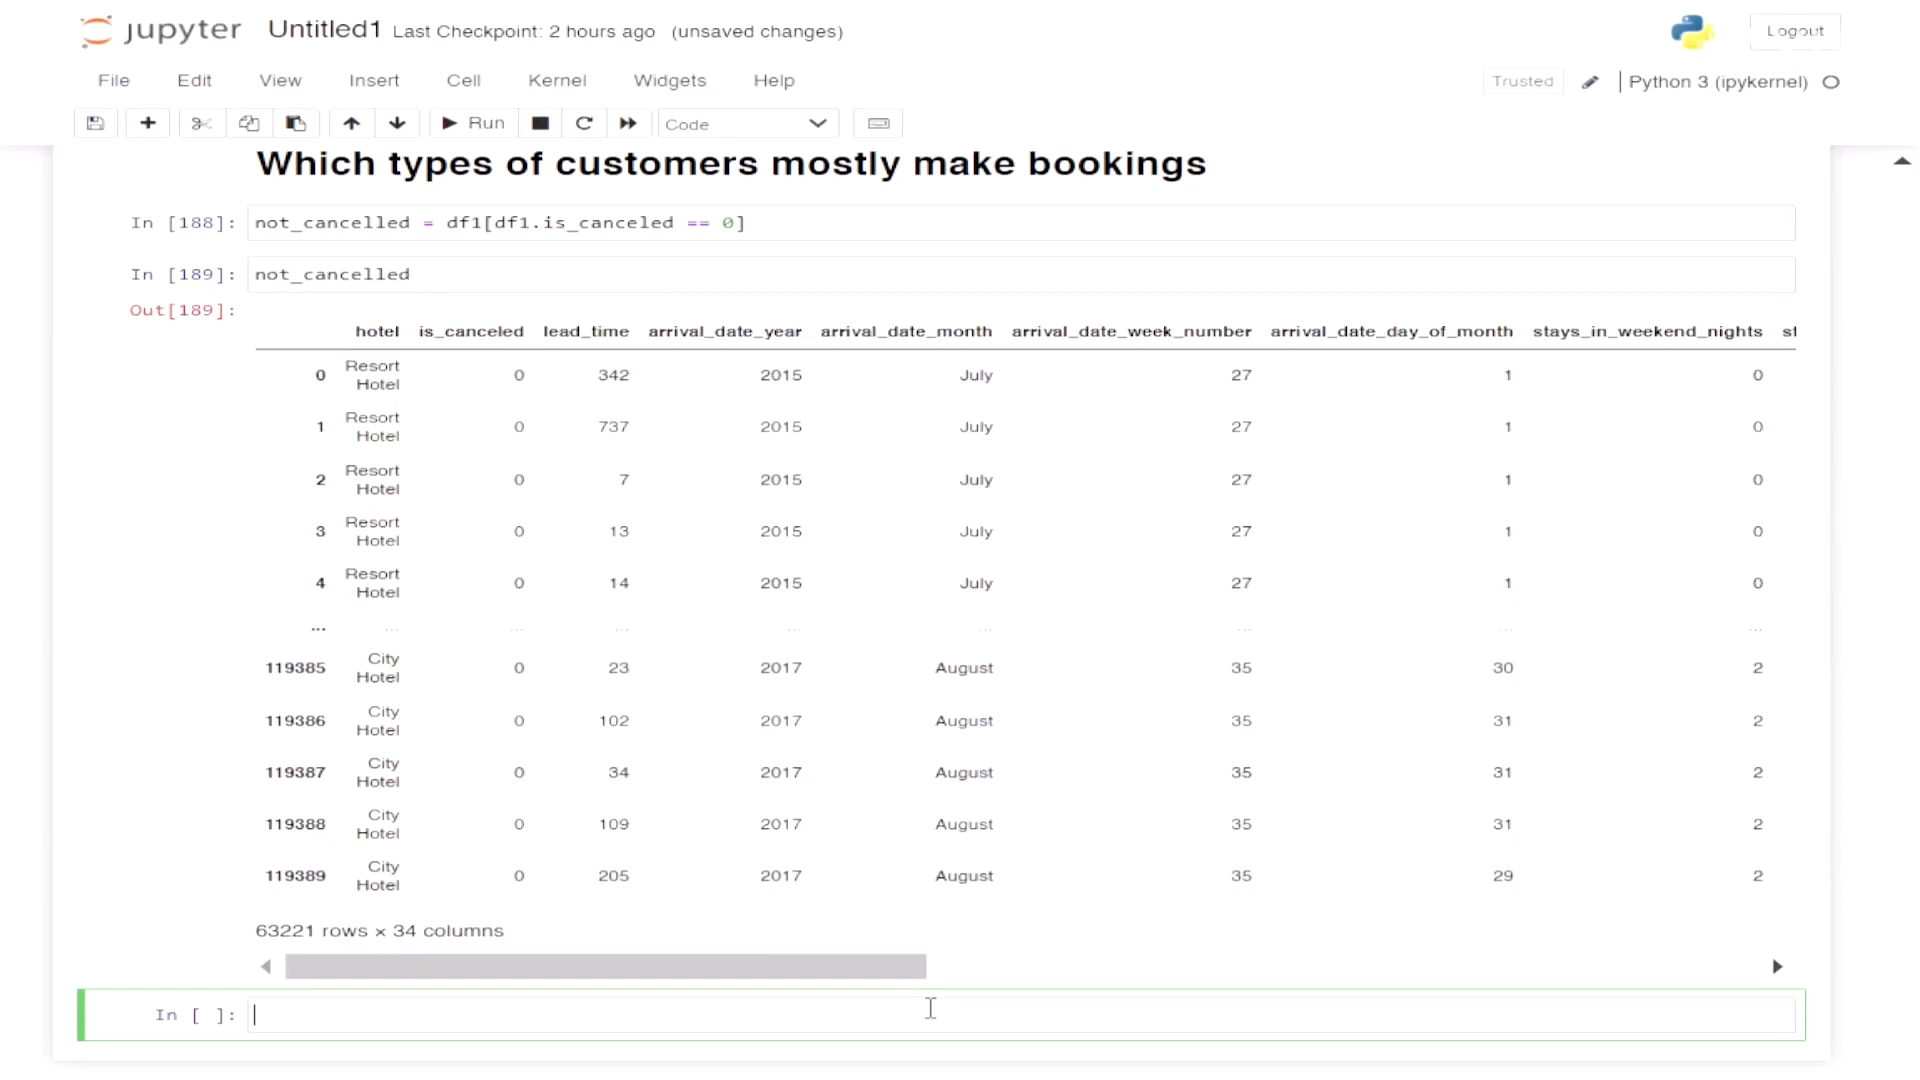 jupyter Untitled1 Last Checkpoint: 2 hours ago (unsaved changes) Logout
File Edit View Insert Cell Kernel Widgets Help Trusted Python 3 (ipykernel)
Run Code
Which types of customers mostly make bookings
In [188]: not_cancelled = df1[df1.is_canceled == 0]
In [189]: not_cancelled
Out[189]:
hotel is_canceled lead_time arrival_date_year arrival_date_month arrival_date_week_number arrival_date_day_of_month stays_in_weekend_nights st
0 Resort Hotel 0 342 2015 July 27 1 0
1 Resort Hotel 0 737 2015 July 27 1 0
2 Resort Hotel 0 7 2015 July 27 1 0
3 Resort Hotel 0 13 2015 July 27 1 0
4 Resort Hotel 0 14 2015 July 27 1 0
... ... ... ... ... ... ... ... ...
119385 City Hotel 0 23 2017 August 35 30 2
119386 City Hotel 0 102 2017 August 35 31 2
119387 City Hotel 0 34 2017 August 35 31 2
119388 City Hotel 0 109 2017 August 35 31 2
119389 City Hotel 0 205 2017 August 35 29 2
63221 rows × 34 columns
In [ ]: